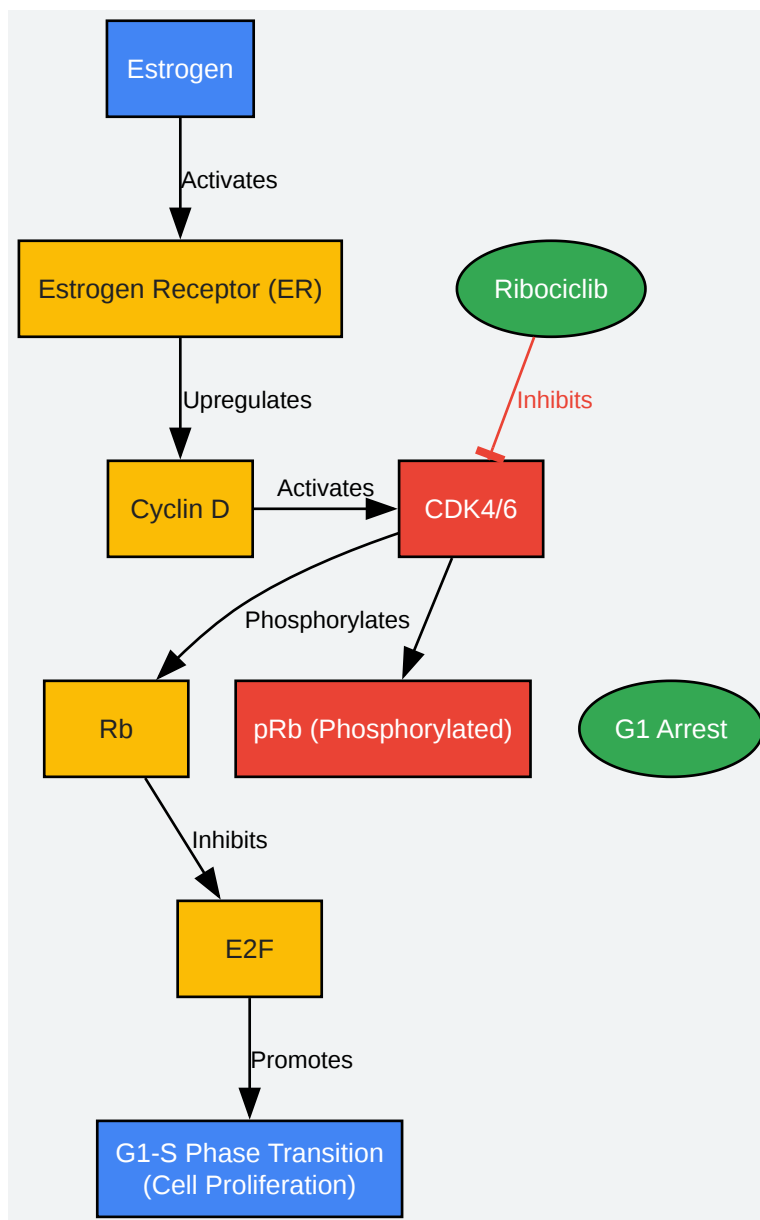 Estrogen
Activates
Estrogen Receptor (ER)
Ribociclib
Upregulates
Inhibits
Cyclin D
Activates
CDK4/6
Phosphorylates
Rb
pRb (Phosphorylated)
G1 Arrest
Inhibits
E2F
Promotes
G1-S Phase Transition
(Cell Proliferation)